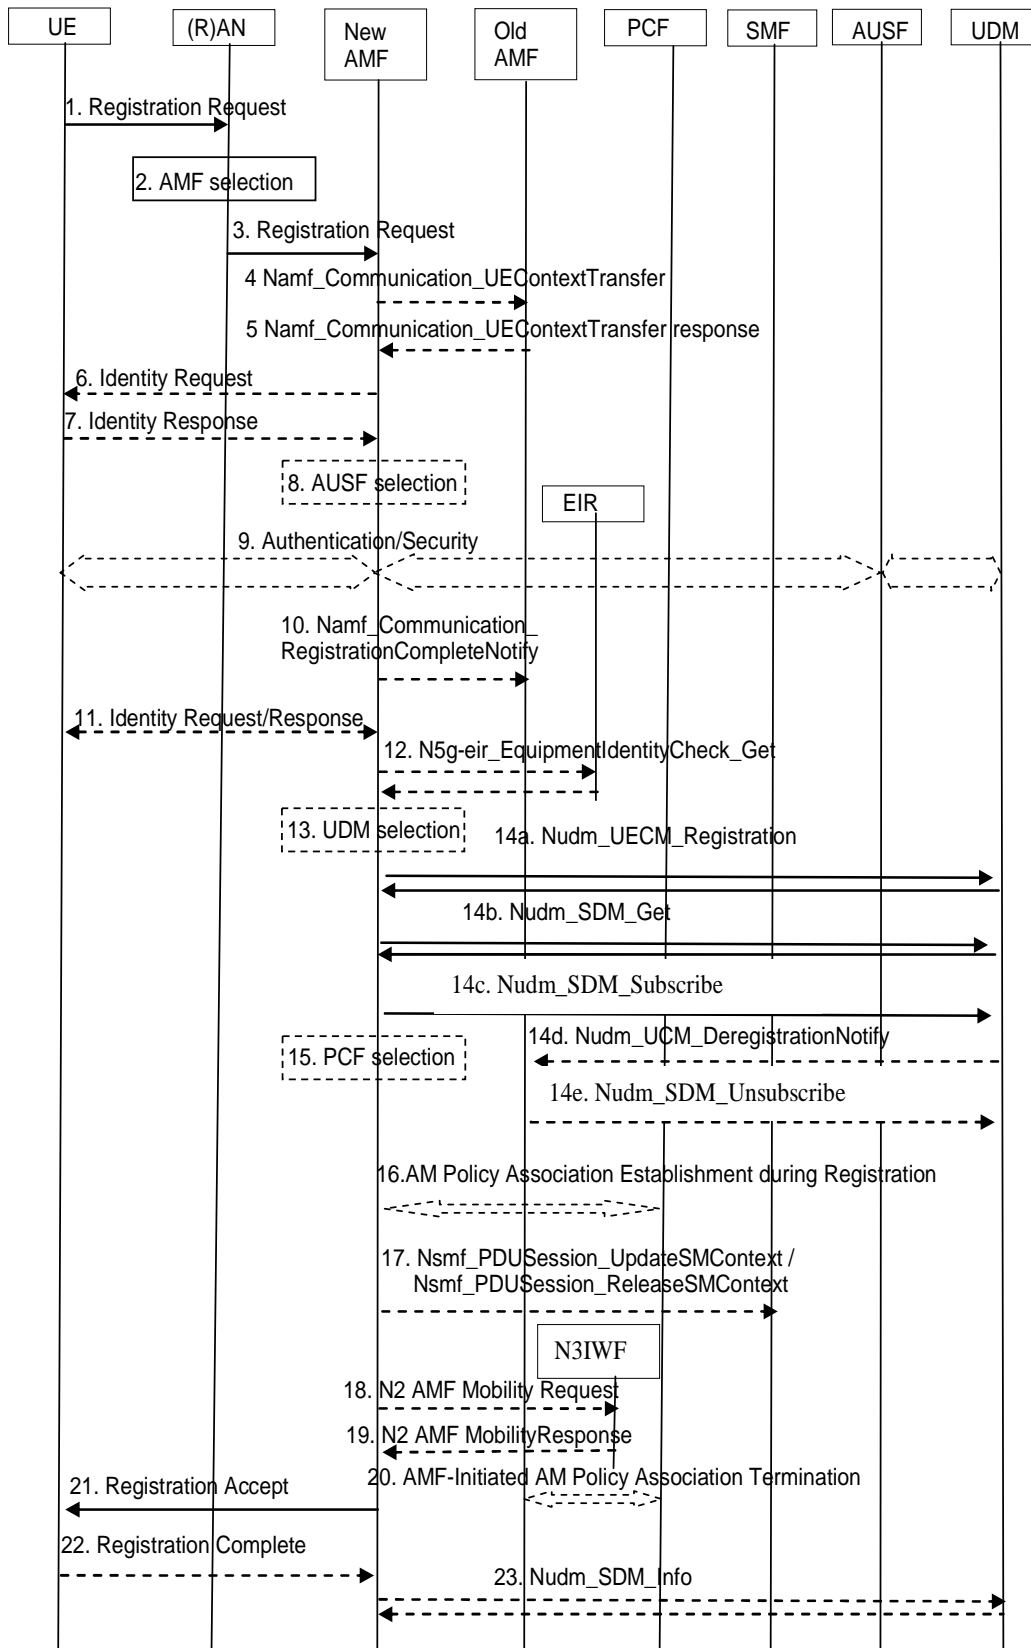 UE
(R)AN
New
AMF
Old
AMF
PCF
SMF
AUSF
UDM
1. Registration Request
2. AMF selection
3. Registration Request
4 Namf_Communication_UEContextTransfer
5 Namf_Communication_UEContextTransfer response
6. Identity Request
7. Identity Response
8. AUSF selection
EIR
9. Authentication/Security
10. Namf_Communication_
RegistrationCompleteNotify
11. Identity Request/Response
12. N5g-eir_EquipmentIdentityCheck_Get
13. UDM selection
14a. Nudm_UECM_Registration
14b. Nudm_SDM_Get
14c. Nudm_SDM_Subscribe
14d. Nudm_UCM_DeregistrationNotify
15. PCF selection
14e. Nudm_SDM_Unsubscribe
16.AM Policy Association Establishment during Registration
17. Nsmf_PDUSession_UpdateSMContext /
Nsmf_PDUSession_ReleaseSMContext
N3IWF
18. N2 AMF Mobility Request
19. N2 AMF MobilityResponse
20. AMF-Initiated AM Policy Association Termination
21. Registration Accept
22. Registration Complete
23. Nudm_SDM_Info